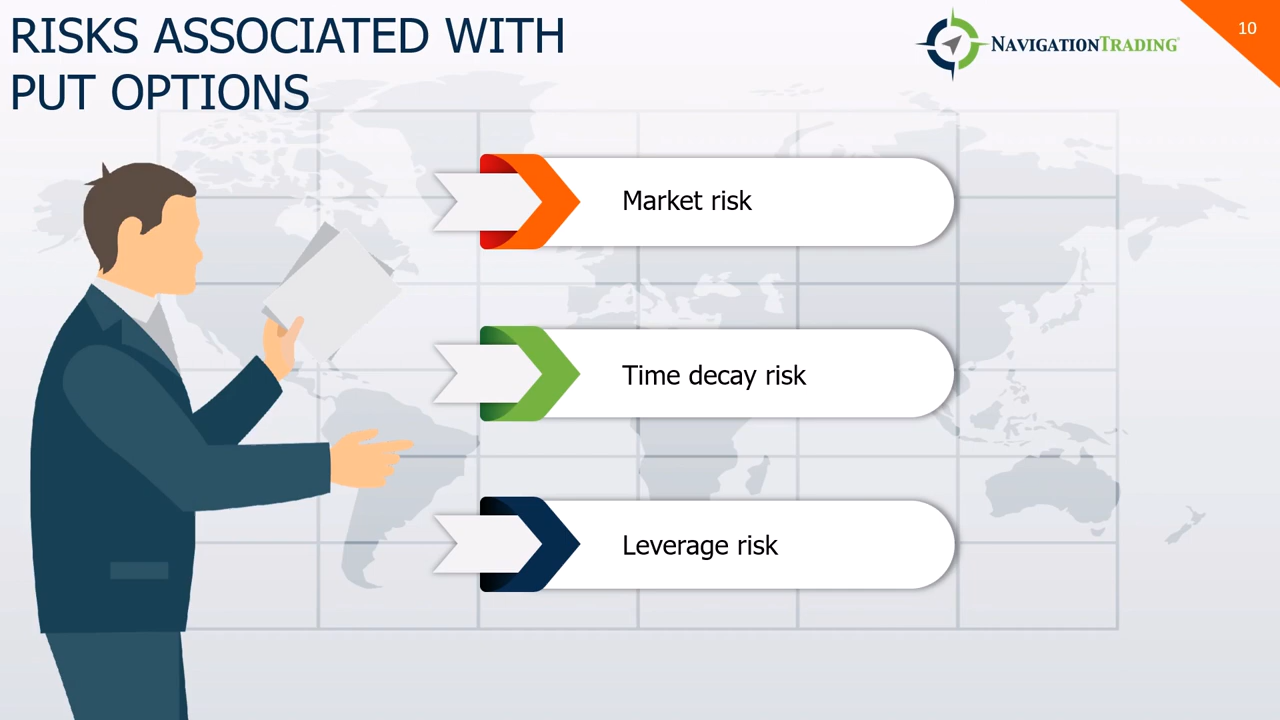 RISKS ASSOCIATED WITH
PUT OPTIONS
NAVIGATIONTRADING®
10
Market risk
Time decay risk
Leverage risk